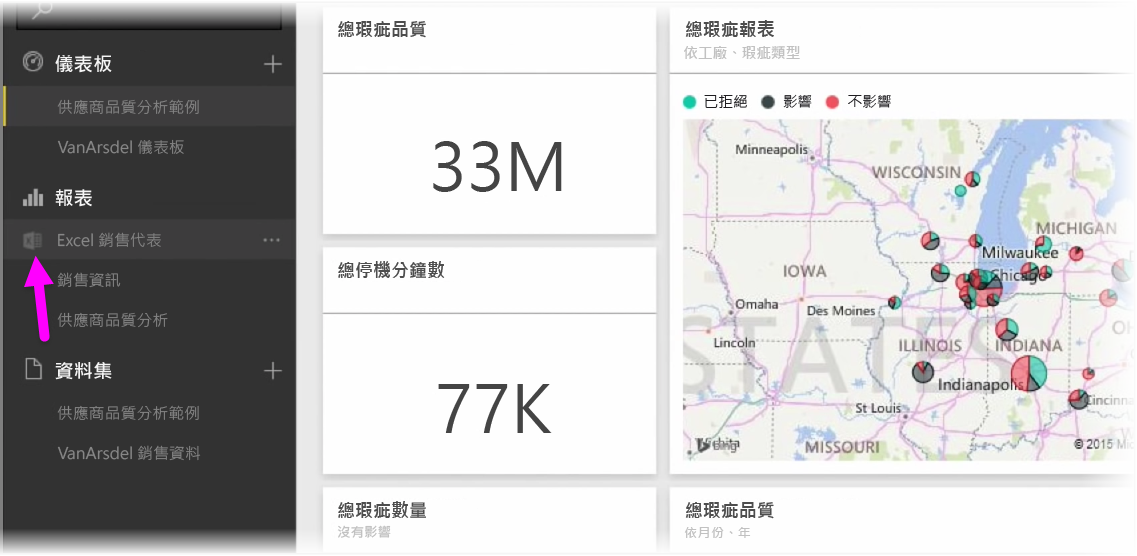 儀表板
供應商品質分析範例
VanArsdel 儀表板
報表
Excel 銷售代表
銷售資訊
供應商品質分析
資料集
供應商品質分析範例
VanArsdel 銷售資料
總瑕疵品質
33M
總停機分鐘數
77K
總瑕疵數量
沒有影響
總瑕疵報表
依工廠、瑕疵類型
已拒絕 影響 不影響
Minneapolis
WISCONSIN
MICHIGAN
Milwaukee
Chicago
IOWA
Omaha
Des Moines
Lincoln
STATES
ILLINOIS
INDIANA
OH
Indianapolis
Cincinna
St Louis
MISSOURI
bing
© 2015 Mic
總瑕疵品質
依月份、年